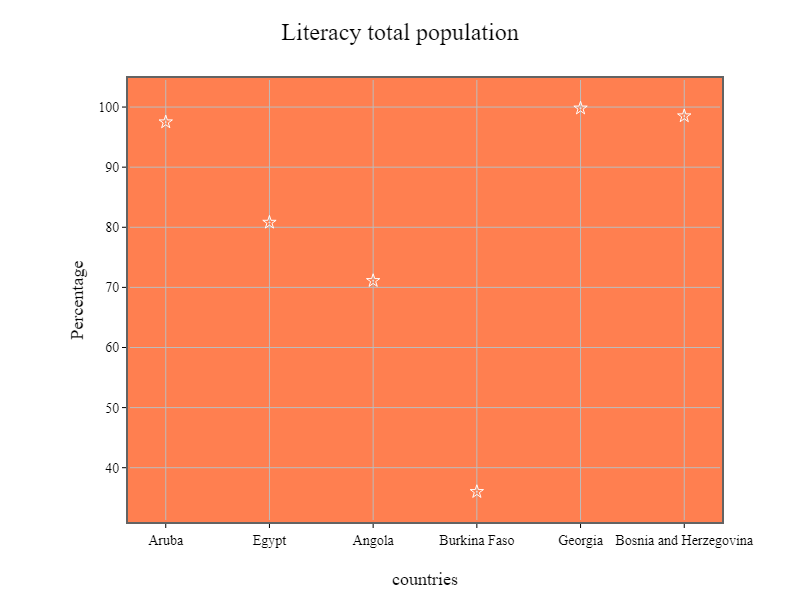 Literacy total population
Percentage
100
90
80
70
60
50
40
Aruba Egypt Angola Burkina Faso Georgia Bosnia and Herzegovina
countries